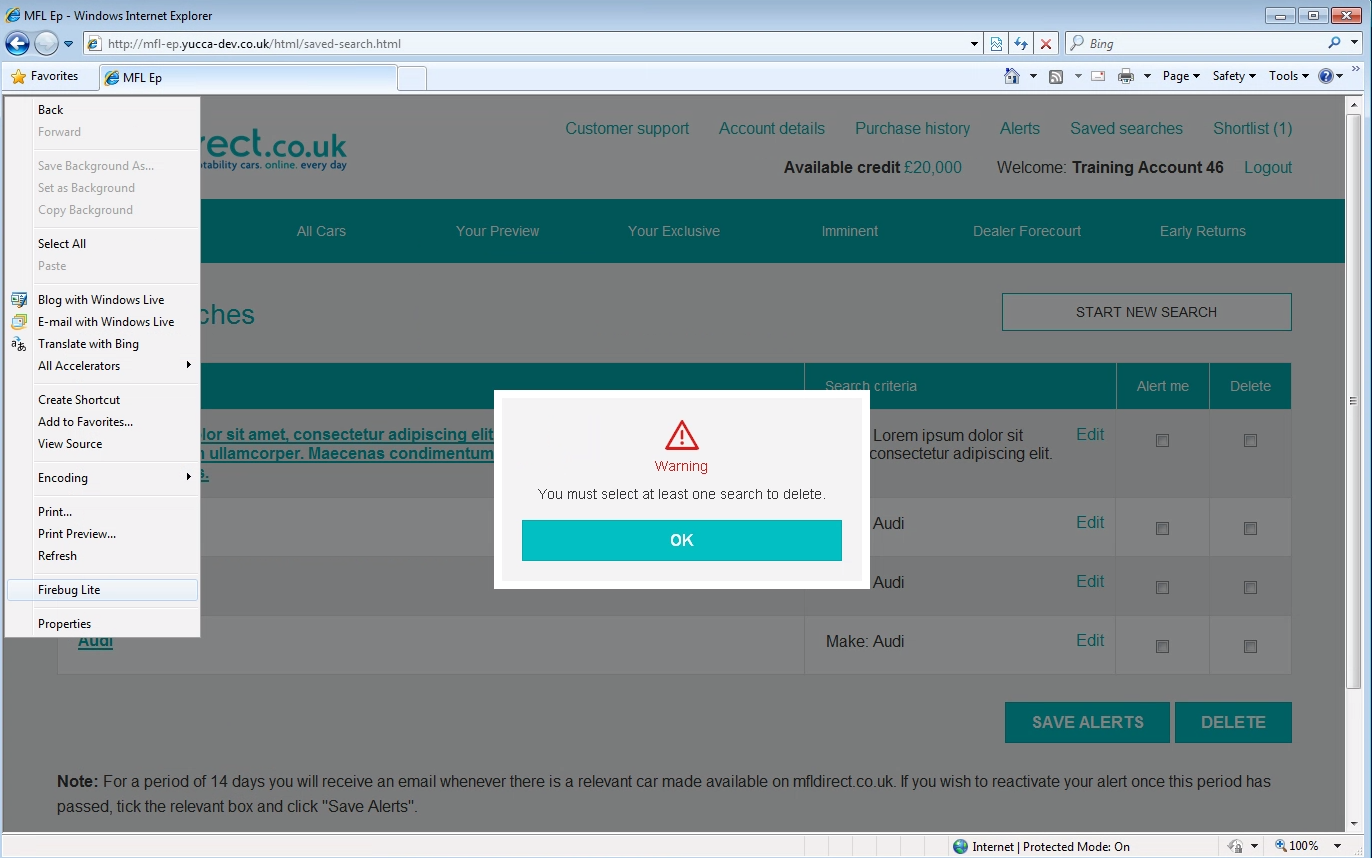 MFL Ep - Windows Internet Explorer
http://mfl-ep.yucca-dev.co.uk/html/saved-search.html
Bing
Favorites
MFL Ep
Page
Safety
Tools
Back
Forward
Save Background As...
Set as Background
Copy Background
Select All
Paste
Blog with Windows Live
E-mail with Windows Live
Translate with Bing
All Accelerators
Create Shortcut
Add to Favorites...
View Source
Encoding
Print...
Print Preview...
Refresh
Firebug Lite
Properties
rect.co.uk
otability cars. online. every day
Customer support
Account details
Purchase history
Alerts
Saved searches
Shortlist (1)
Available credit £20,000
Welcome: Training Account 46
Logout
All Cars
Your Preview
Your Exclusive
Imminent
Dealer Forecourt
Early Returns
ches
START NEW SEARCH
Search criteria
Alert me
Delete
lor sit amet, consectetur adipiscing elit
ullamcorper. Maecenas condimentum
s.
Lorem ipsum dolor sit
consectetur adipiscing elit.
Edit
Audi
Edit
Audi
Edit
Audi
Make: Audi
Edit
Warning
You must select at least one search to delete.
OK
SAVE ALERTS
DELETE
Note: For a period of 14 days you will receive an email whenever there is a relevant car made available on mfldirect.co.uk. If you wish to reactivate your alert once this period has
passed, tick the relevant box and click "Save Alerts".
Internet | Protected Mode: On
100%